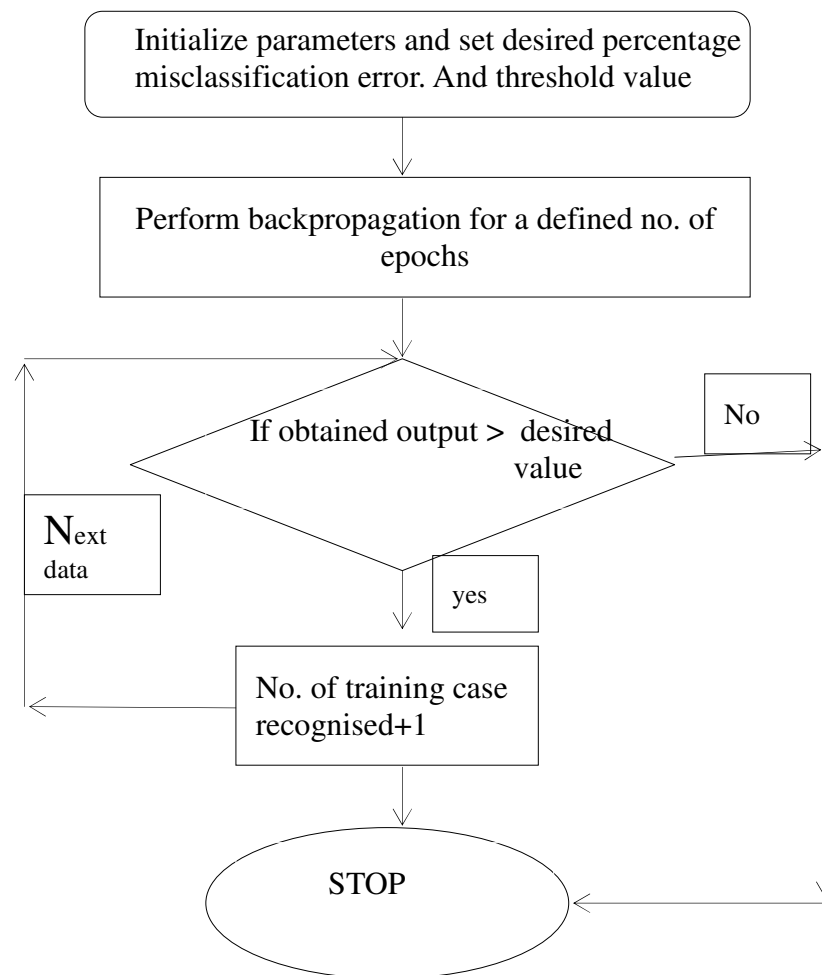 Initialize parameters and set desired percentage
misclassification error. And threshold value
Perform backpropagation for a defined no. of
epochs
If obtained output > desired
value
No
Next
data
yes
No. of training case
recognised+1
STOP